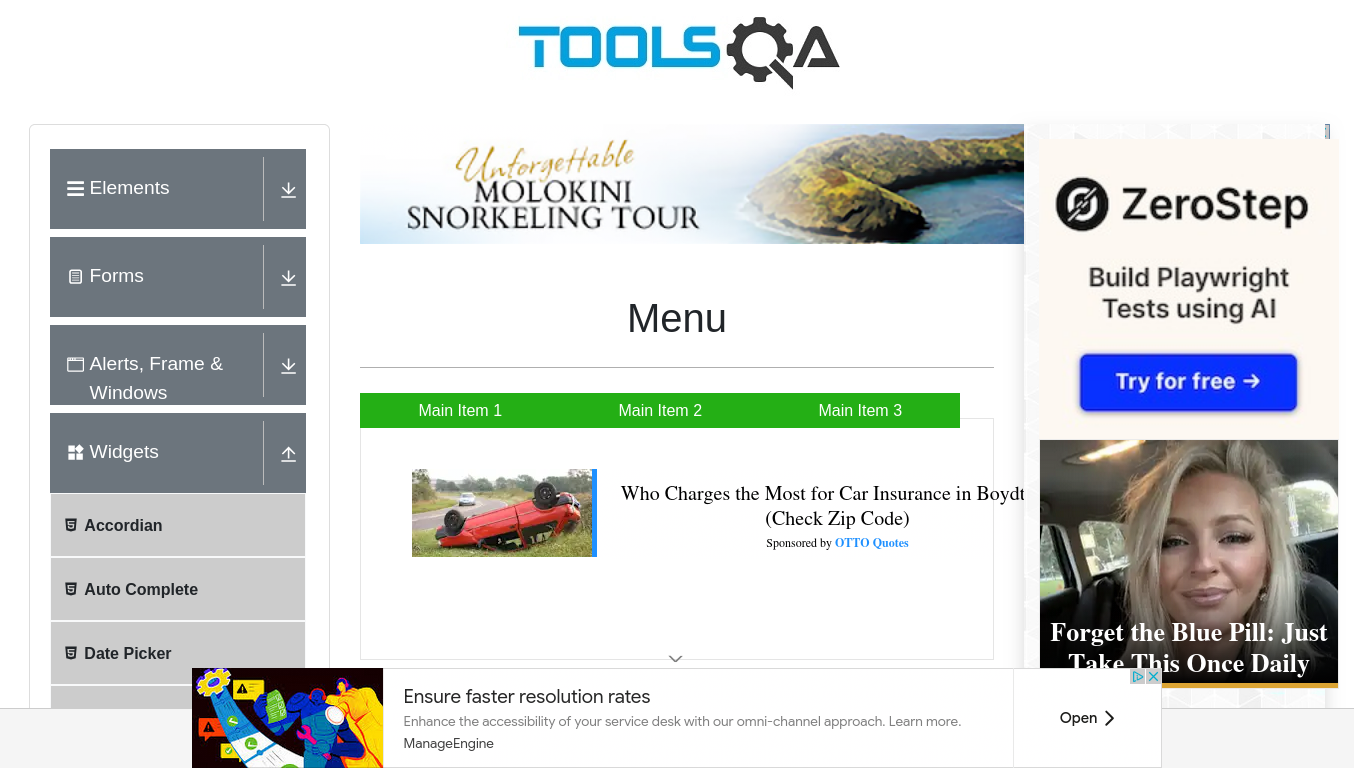 TOOLSQA
Elements
Forms
Alerts, Frame &
Windows
Widgets
Accordian
Auto Complete
Date Picker
Unforgettable
MOLOKINI
SNORKELING TOUR
Menu
Main Item 1
Main Item 2
Main Item 3
Who Charges the Most for Car Insurance in Boydt
(Check Zip Code)
Sponsored by OTTO Quotes
ZeroStep
Build Playwright
Tests using AI
Try for free →
Forget the Blue Pill: Just
Take This Once Daily
Ensure faster resolution rates
Enhance the accessibility of your service desk with our omni-channel approach. Learn more.
ManageEngine
Open